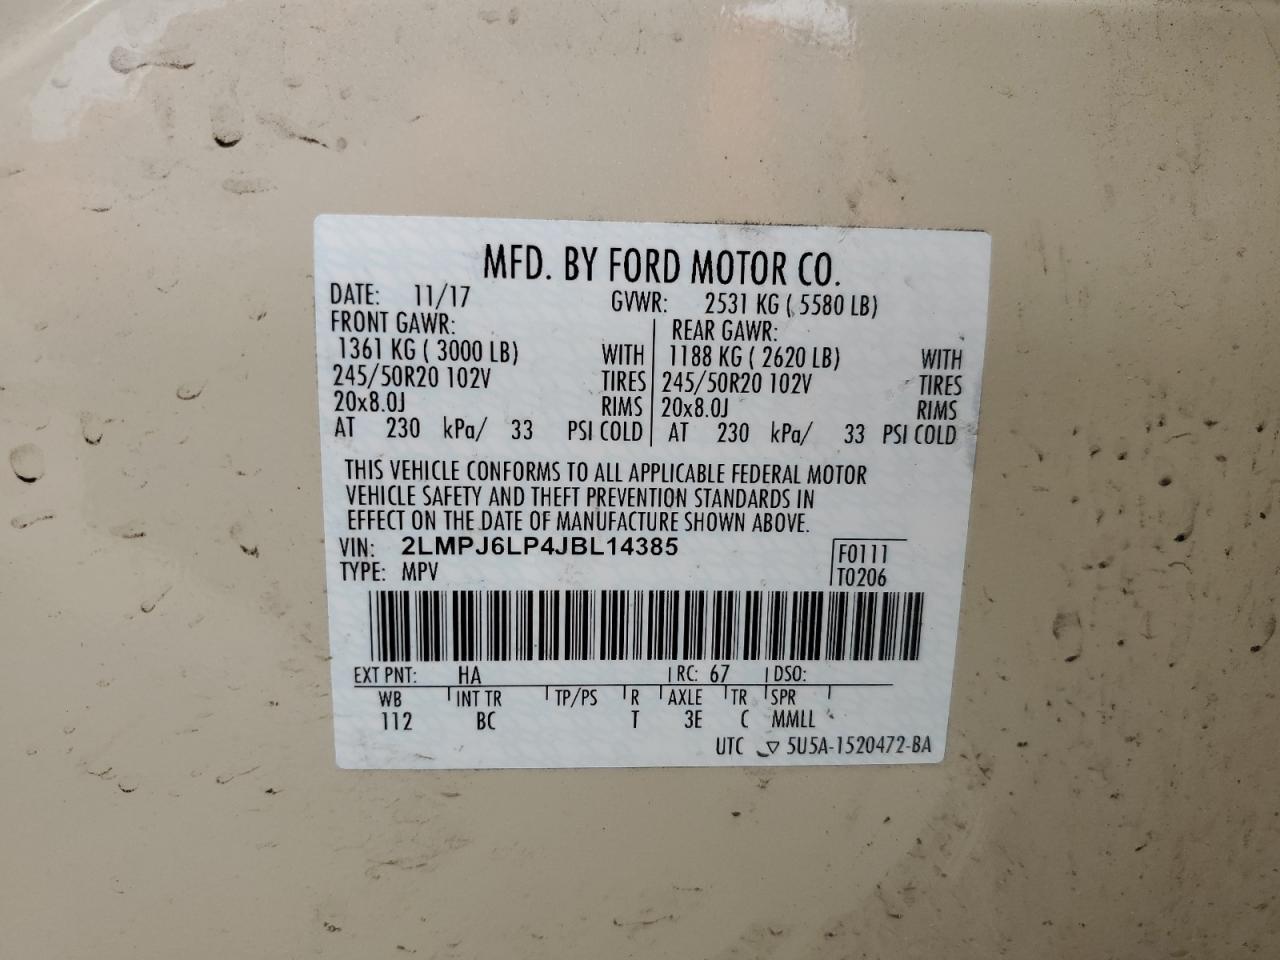 MFD. BY FORD MOTOR CO.
DATE: 11/17 GVWR: 2531 KG ( 5580 LB)
FRONT GAWR: REAR GAWR:
1361 KG ( 3000 LB) WITH 1188 KG ( 2620 LB) WITH
245/50R20 102V TIRES 245/50R20 102V TIRES
20x8.0J RIMS 20x8.0J RIMS
AT 230 kPa/ 33 PSI COLD AT 230 kPa/ 33 PSI COLD
THIS VEHICLE CONFORMS TO ALL APPLICABLE FEDERAL MOTOR
VEHICLE SAFETY AND THEFT PREVENTION STANDARDS IN
EFFECT ON THE DATE OF MANUFACTURE SHOWN ABOVE.
VIN: 2LMPJ6LP4JBL14385 F0111
TYPE: MPV T0206
EXT PNT: HA RC: 67 DSO:
WB INT TR TP/PS R AXLE TR SPR
112 BC T 3E C MMLL
UTC ▽ 5U5A-1520472-BA